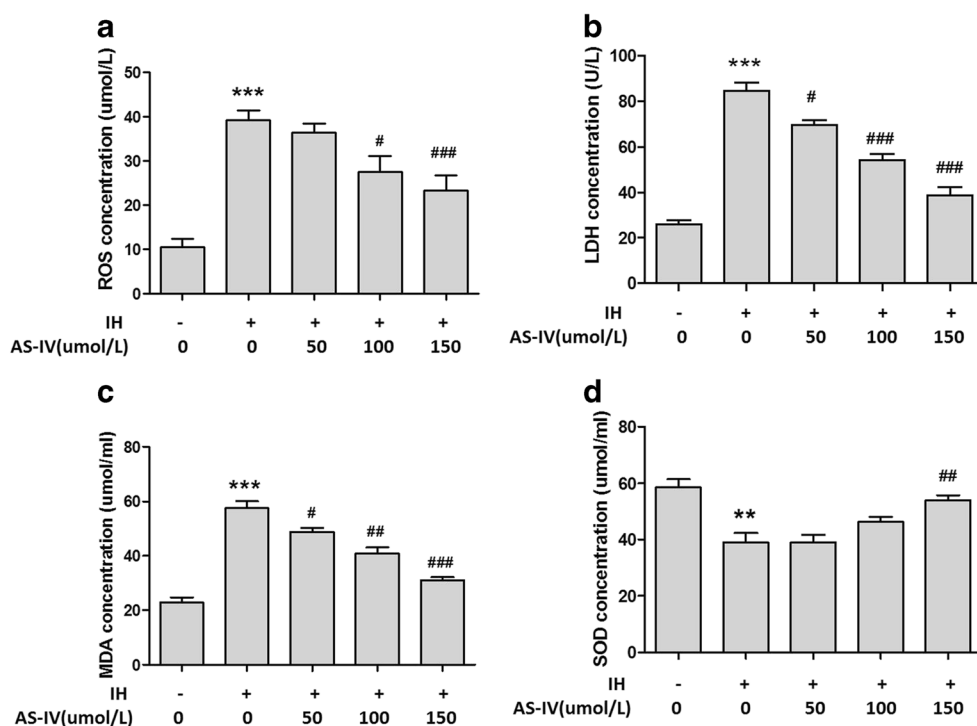 a
ROS concentration (umol/L)
50
40
30
20
10
0
***
#
###
IH - + + + +
AS-IV(umol/L) 0 0 50 100 150
b
LDH concentration (U/L)
100
80
60
40
20
0
***
#
###
###
IH - + + + +
AS-IV(umol/L) 0 0 50 100 150
c
MDA concentration (umol/ml)
80
60
40
20
0
***
#
##
###
IH - + + + +
AS-IV(umol/L) 0 0 50 100 150
d
SOD concentration (umol/ml)
80
60
40
20
0
**
##
IH - + + + +
AS-IV(umol/L) 0 0 50 100 150